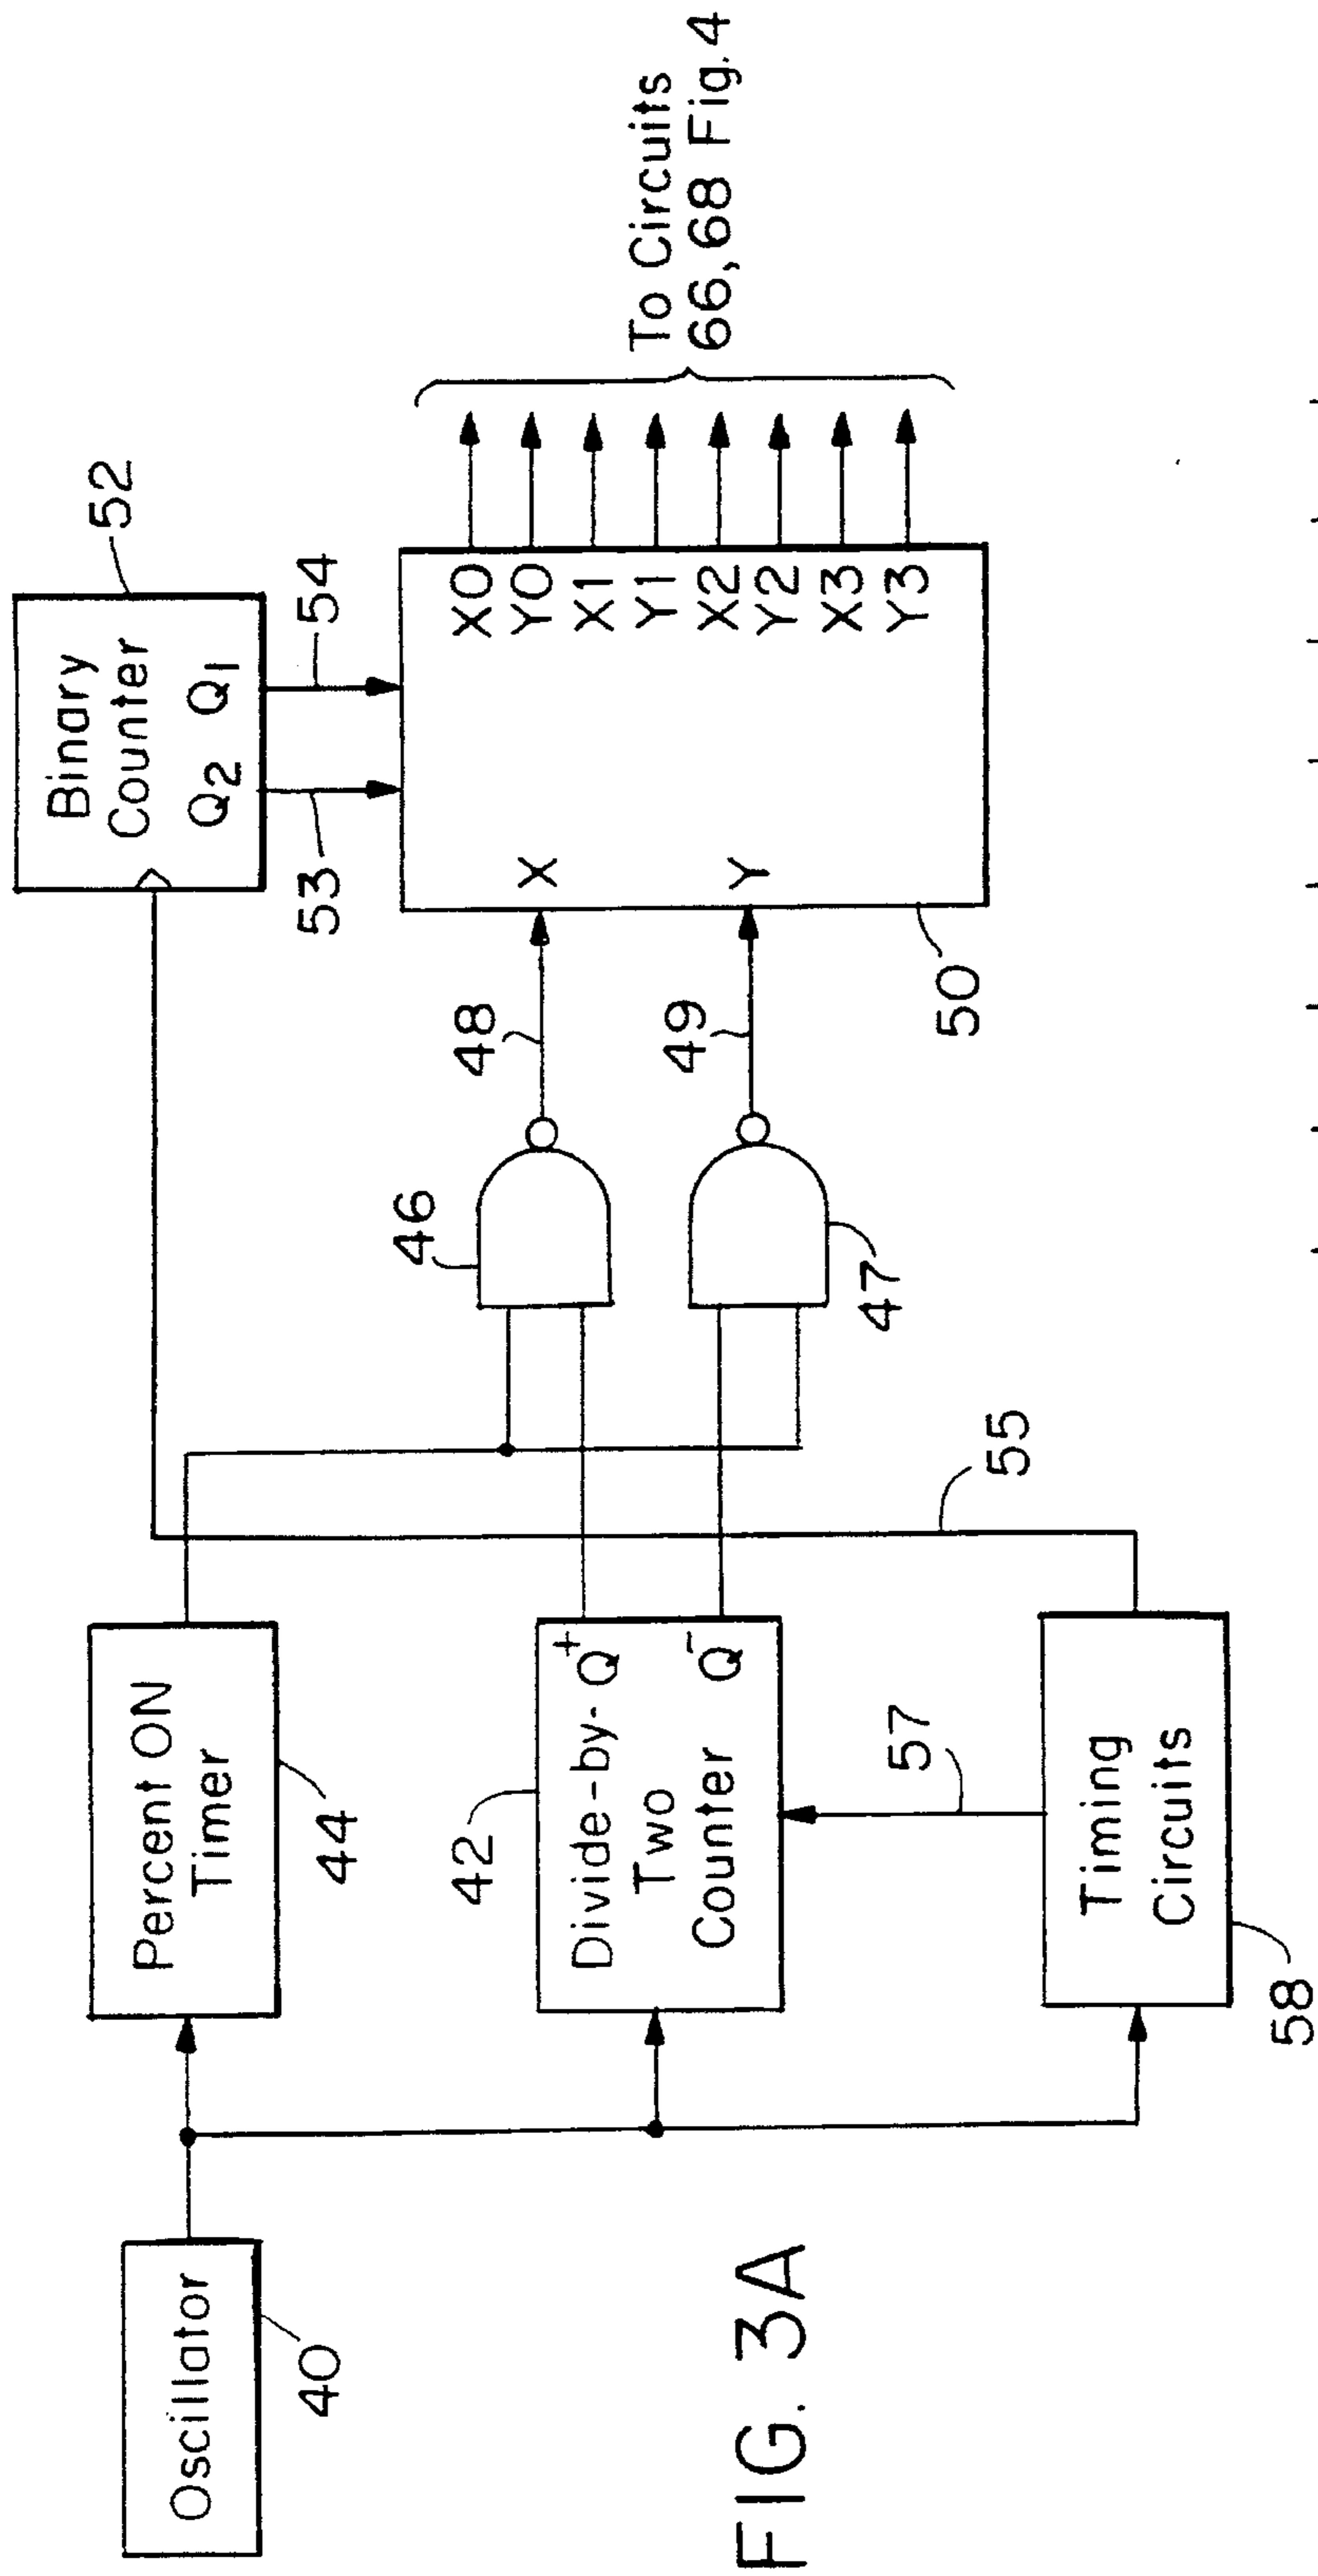 Oscillator
40
Percent ON
Timer
44
Divide-by-
Two
Counter
Q+
Q-
42
57
Timing
Circuits
58
55
46
47
48
49
Binary
Counter
Q2 Q1
52
53
54
X
Y
50
X0
Y0
X1
Y1
X2
Y2
X3
Y3
To Circuits
66,68 Fig. 4
FIG. 3A